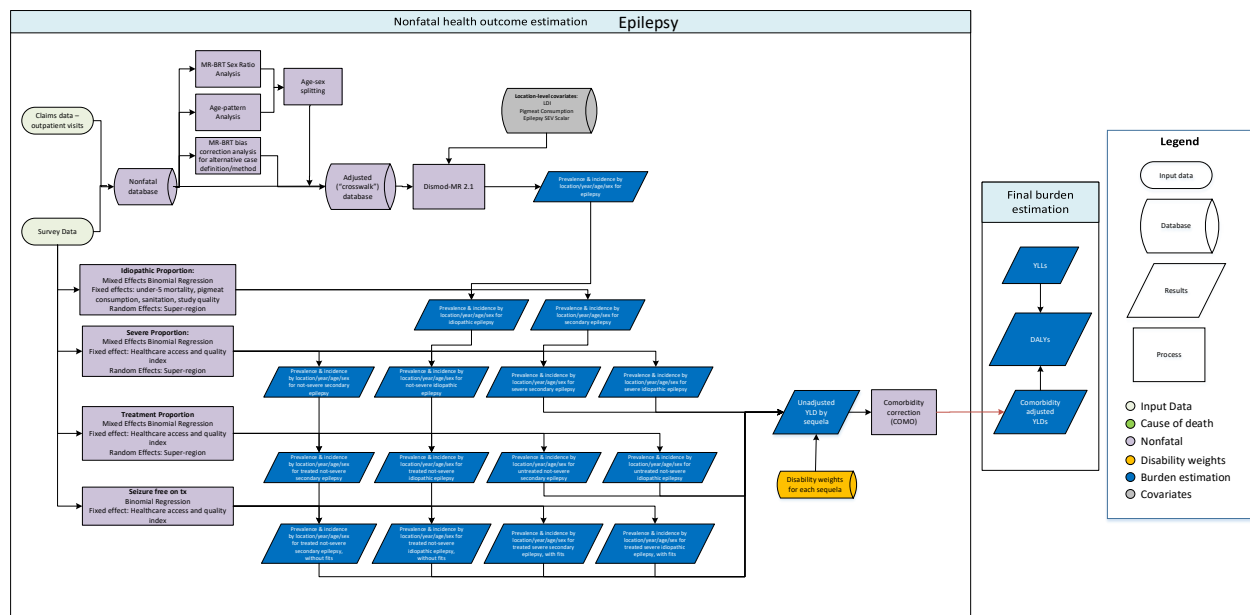 Nonfatal health outcome estimation Epilepsy
MR-BRT Sex Ratio
Analysis
Age-sex
splitting
Age-pattern
Analysis
MR-BRT bias
correction analysis
for alternative case
definition/method
Claims data –
outpatient visits
Survey Data
Nonfatal
database
Adjusted
("crosswalk")
database
Dismod-MR 2.1
Location-level covariates:
LDI
Pigmeat Consumption
Epilepsy SEV Scalar
Prevalence & incidence by
location/year/age/sex for
epilepsy
Idiopathic Proportion:
Mixed Effects Binomial Regression
Fixed effects: under-5 mortality, pigmeat
consumption, sanitation, study quality
Random Effects: Super-region
Prevalence & incidence by
location/year/age/sex for
idiopathic epilepsy
Prevalence & incidence by
location/year/age/sex for
secondary epilepsy
Severe Proportion:
Mixed Effects Binomial Regression
Fixed effect: Healthcare access and quality
index
Random Effects: Super-region
Prevalence & incidence
by location/year/age/sex
for not-severe secondary
epilepsy
Prevalence & incidence by
location/year/age/sex for
not-severe idiopathic
epilepsy
Prevalence & incidence by
location/year/age/sex for
severe secondary epilepsy
Prevalence & incidence by
location/year/age/sex for
severe idiopathic epilepsy
Treatment Proportion
Mixed Effects Binomial Regression
Fixed effect: Healthcare access and quality
index
Random Effects: Super-region
Prevalence & incidence
by location/year/age/sex
for treated not-severe
secondary epilepsy
Prevalence & incidence by
location/year/age/sex for
treated not-severe
idiopathic epilepsy
Prevalence & incidence by
location/year/age/sex for
untreated not-severe
secondary epilepsy
Prevalence & incidence by
location/year/age/sex for
untreated not-severe
idiopathic epilepsy
Seizure free on tx
Binomial Regression
Fixed effect: Healthcare access and quality
index
Prevalence & incidence
by location/year/age/sex
for treated not-severe
secondary epilepsy,
without fits
Prevalence & incidence by
location/year/age/sex for
treated not-severe
idiopathic epilepsy,
without fits
Prevalence & incidence by
location/year/age/sex for
treated severe secondary
epilepsy, with fits
Prevalence & incidence by
location/year/age/sex for
treated severe idiopathic
epilepsy, with fits
Unadjusted
YLD by
sequela
Disability weights
for each sequela
Comorbidity
correction
(COMO)
Final burden
estimation
YLLs
DALYs
Comorbidity
adjusted
YLDs
Legend
Input data
Database
Results
Process
Input Data
Cause of death
Nonfatal
Disability weights
Burden estimation
Covariates